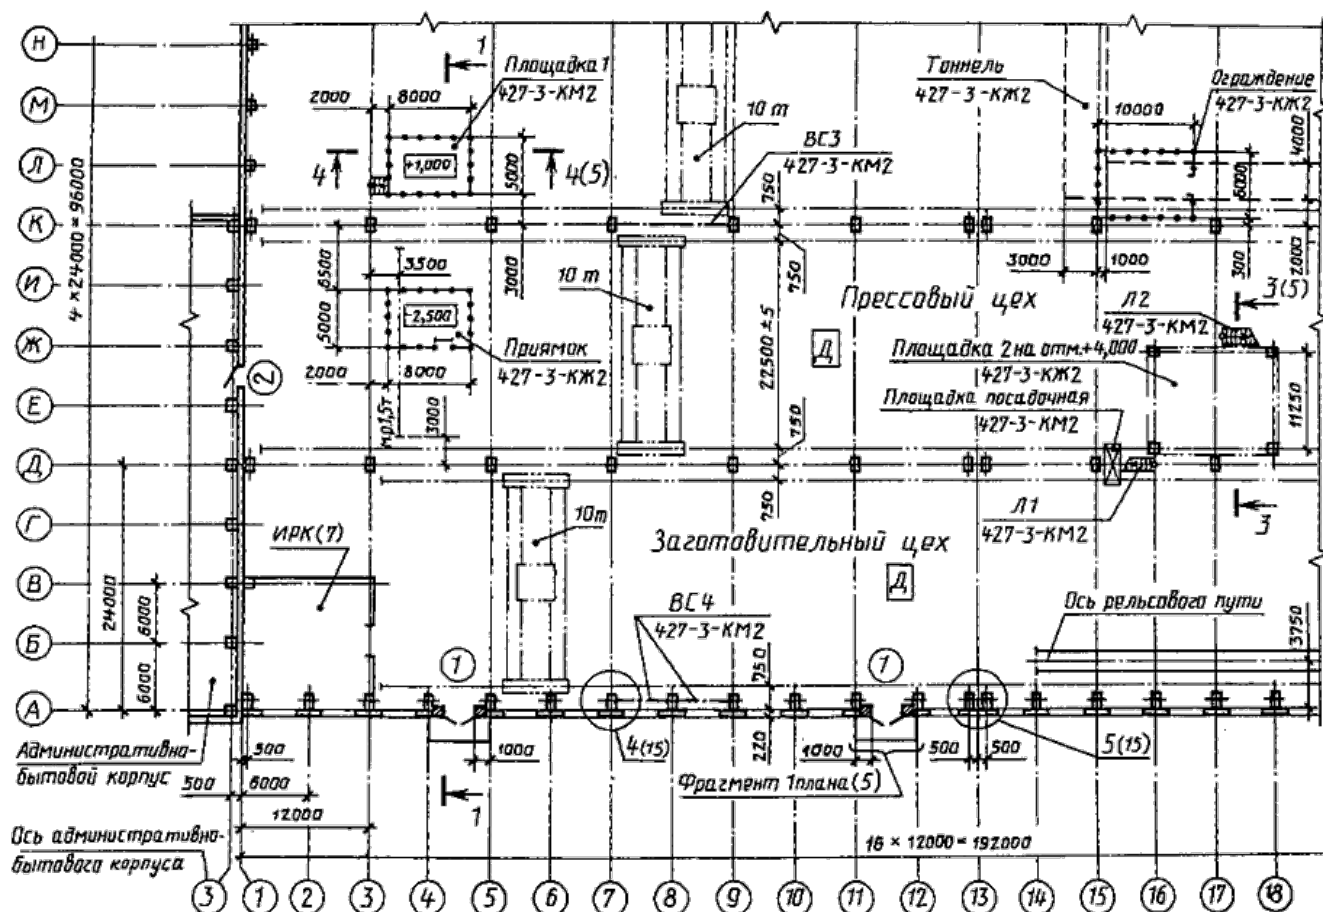 Н
М
Л
К
И
Ж
Е
Д
Г
В
Б
А
4 × 24000 = 96000
24000
6000
6000
1
Площадка 1
427-3-КМ2
2000
8000
+1,000
5000
4
4(5)
10 т
ВС3
427-3-КМ2
750
Тоннель
427-3-КЖ2
Ограждение
427-3-КЖ2
10000
4000
6000
300
2000
3000
1000
6500
3500
3000
5000
-2,500
Приямок
427-3-КЖ2
2000
8000
м.р.1,5т
3000
2
10 т
750
22500±5
750
750
Прессовый цех
Д
3(5)
Л2
427-3-КМ2
Площадка 2 на отм.+4,000
427-3-КЖ2
Площадка посадочная
427-3-КМ2
11250
Л1
427-3-КМ2
3
ИРК(7)
10т
Заготовительный цех
Д
ВС4
427-3-КМ2
Ось рельсового пути
3750
750
220
1
1
4(15)
5(15)
1000
1000
500
500
Фрагмент 1плана(5)
Административно-
бытовой корпус
500
500
6000
12000
1
Ось административно-
бытового корпуса
16 × 12000 = 192000
3
1
2
3
4
5
6
7
8
9
10
11
12
13
14
15
16
17
18